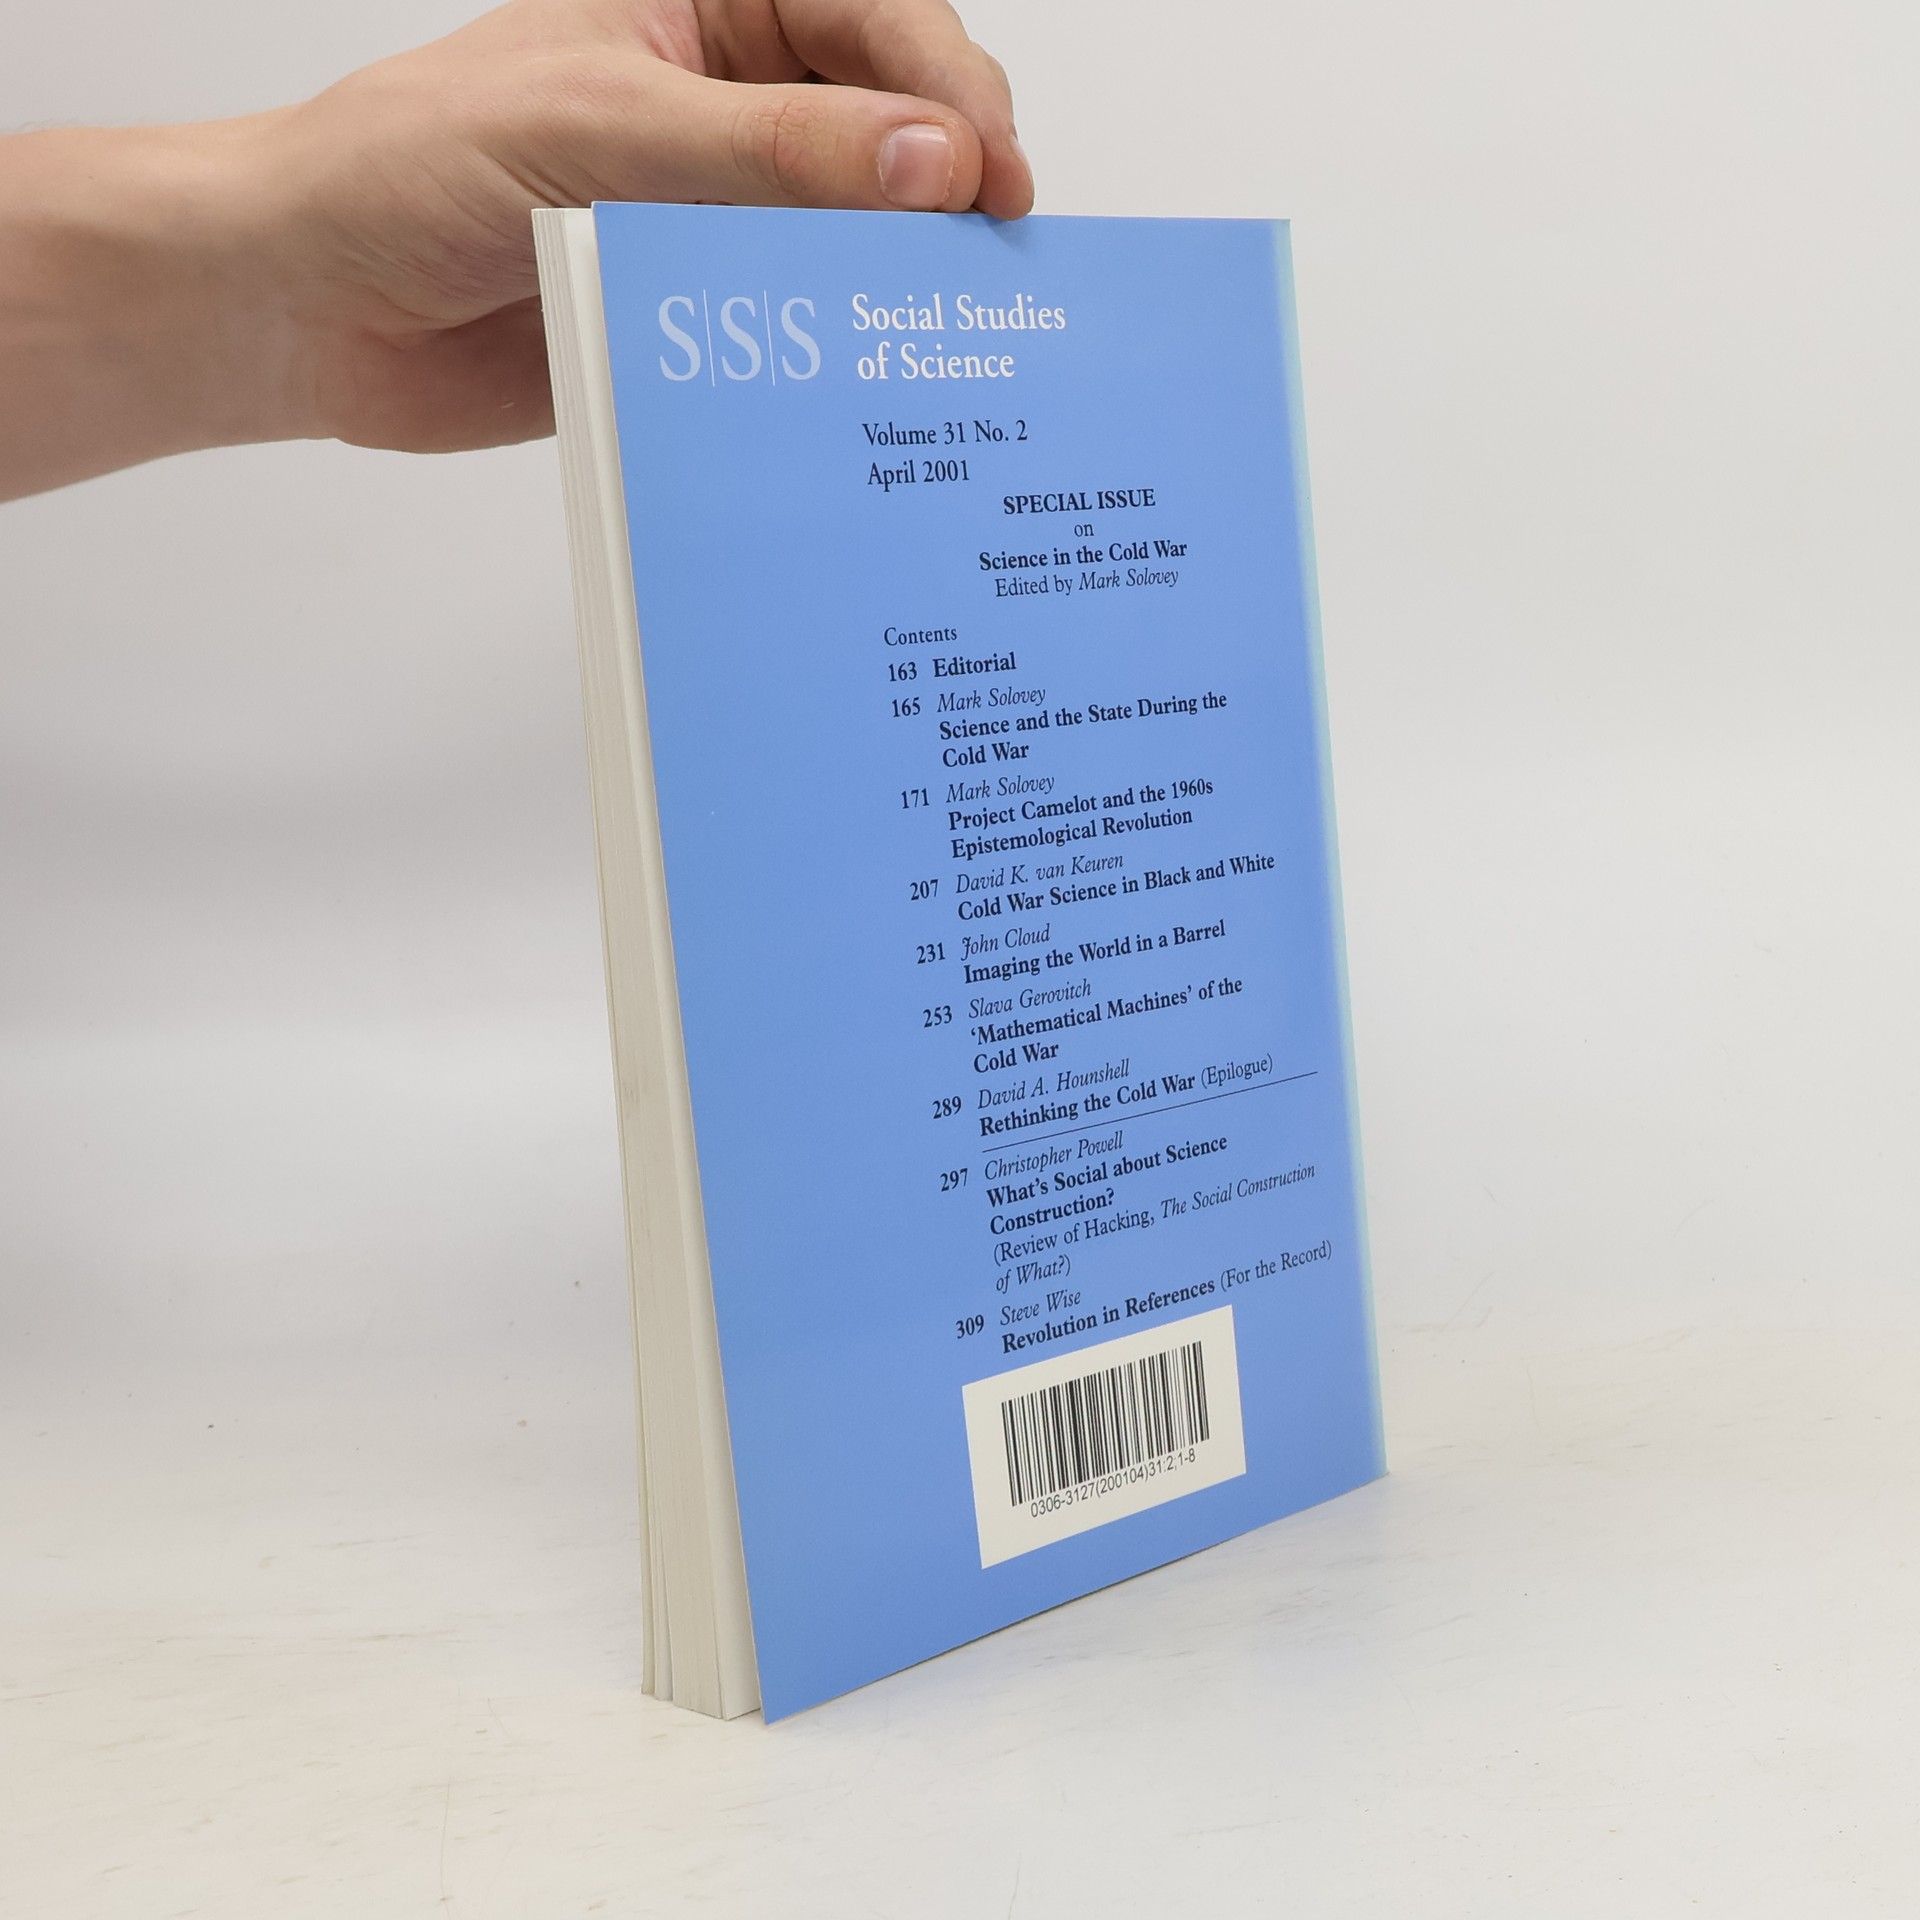 S|S|S Social Studies
of Science
Volume 31 No. 2
April 2001
SPECIAL ISSUE
on
Science in the Cold War
Edited by Mark Solovey
Contents
163 Editorial
165 Mark Solovey
Science and the State During the
Cold War
171 Mark Solovey
Project Camelot and the 1960s
Epistemological Revolution
207 David K. van Keuren
Cold War Science in Black and White
231 John Cloud
Imaging the World in a Barrel
253 Slava Gerovitch
‘Mathematical Machines’ of the
Cold War
289 David A. Hounshell
Rethinking the Cold War (Epilogue)
297 Christopher Powell
What’s Social about Science
Construction?
(Review of Hacking, The Social Construction
of What?)
309 Steve Wise
Revolution in References (For the Record)
0306-3127(200104)31:2;1-8